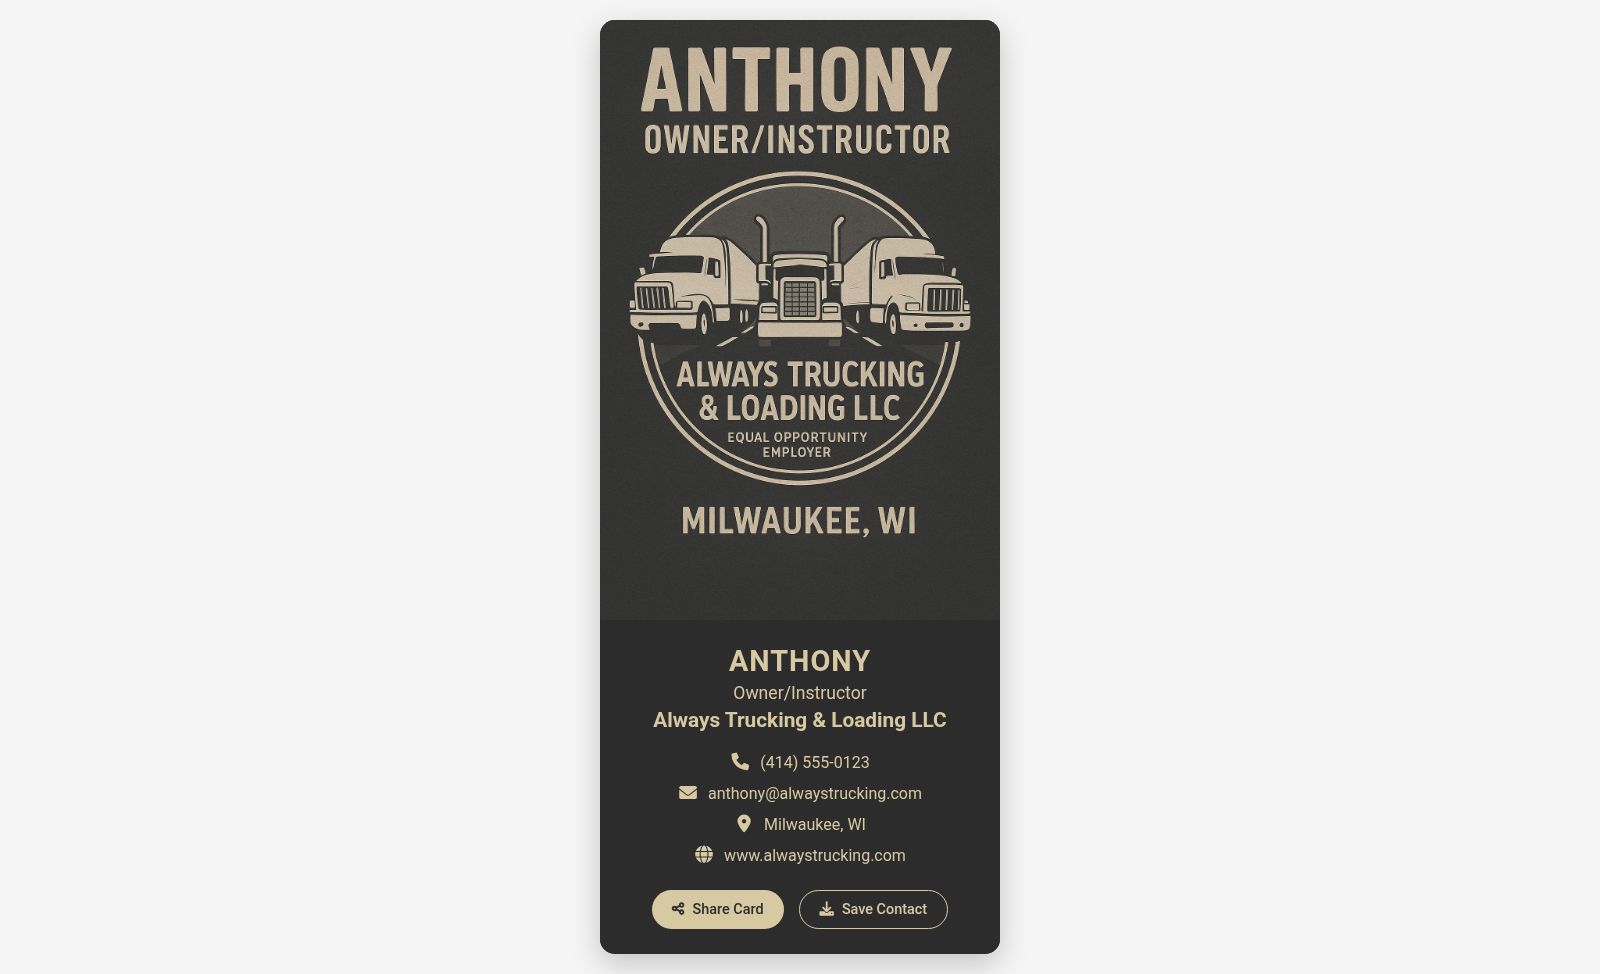 ANTHONY
OWNER/INSTRUCTOR
ALWAYS TRUCKING
& LOADING LLC
EQUAL OPPORTUNITY
EMPLOYER
MILWAUKEE, WI
ANTHONY
Owner/Instructor
Always Trucking & Loading LLC
(414) 555-0123
anthony@alwaystrucking.com
Milwaukee, WI
www.alwaystrucking.com
Share Card
Save Contact